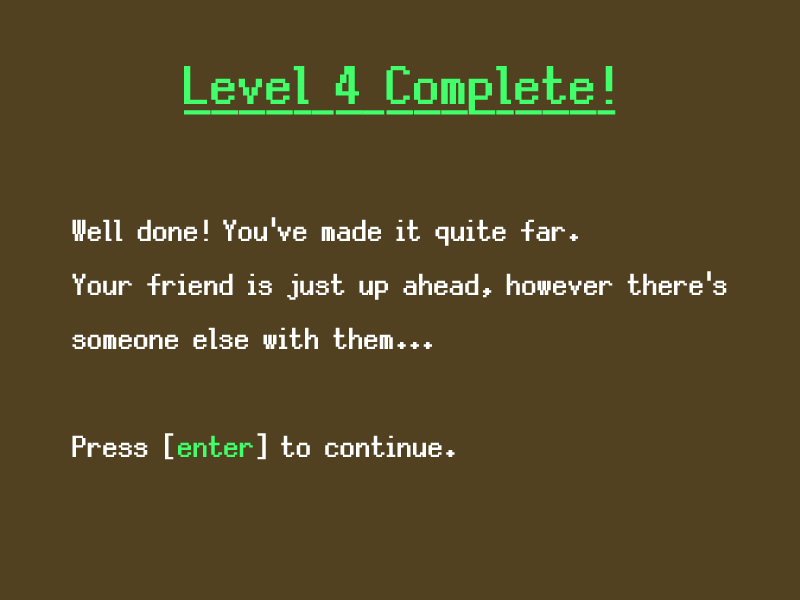 Level 4 Complete!
Well done! You've made it quite far.
Your friend is just up ahead, however there's
someone else with them...
Press [enter] to continue.